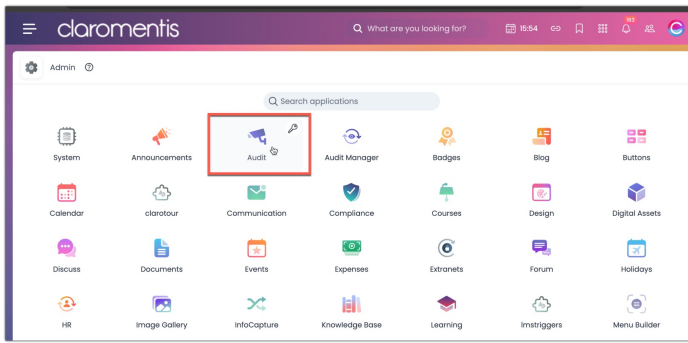 claromentis
What are you looking for?
15:54
193
Admin
Search applications
System
Announcements
Audit
Audit Manager
Badges
Blog
Buttons
Calendar
clarotour
Communication
Compliance
Courses
Design
Digital Assets
Discuss
Documents
Events
Expenses
Extranets
Forum
Holidays
HR
Image Gallery
InfoCapture
Knowledge Base
Learning
lmstriggers
Menu Builder